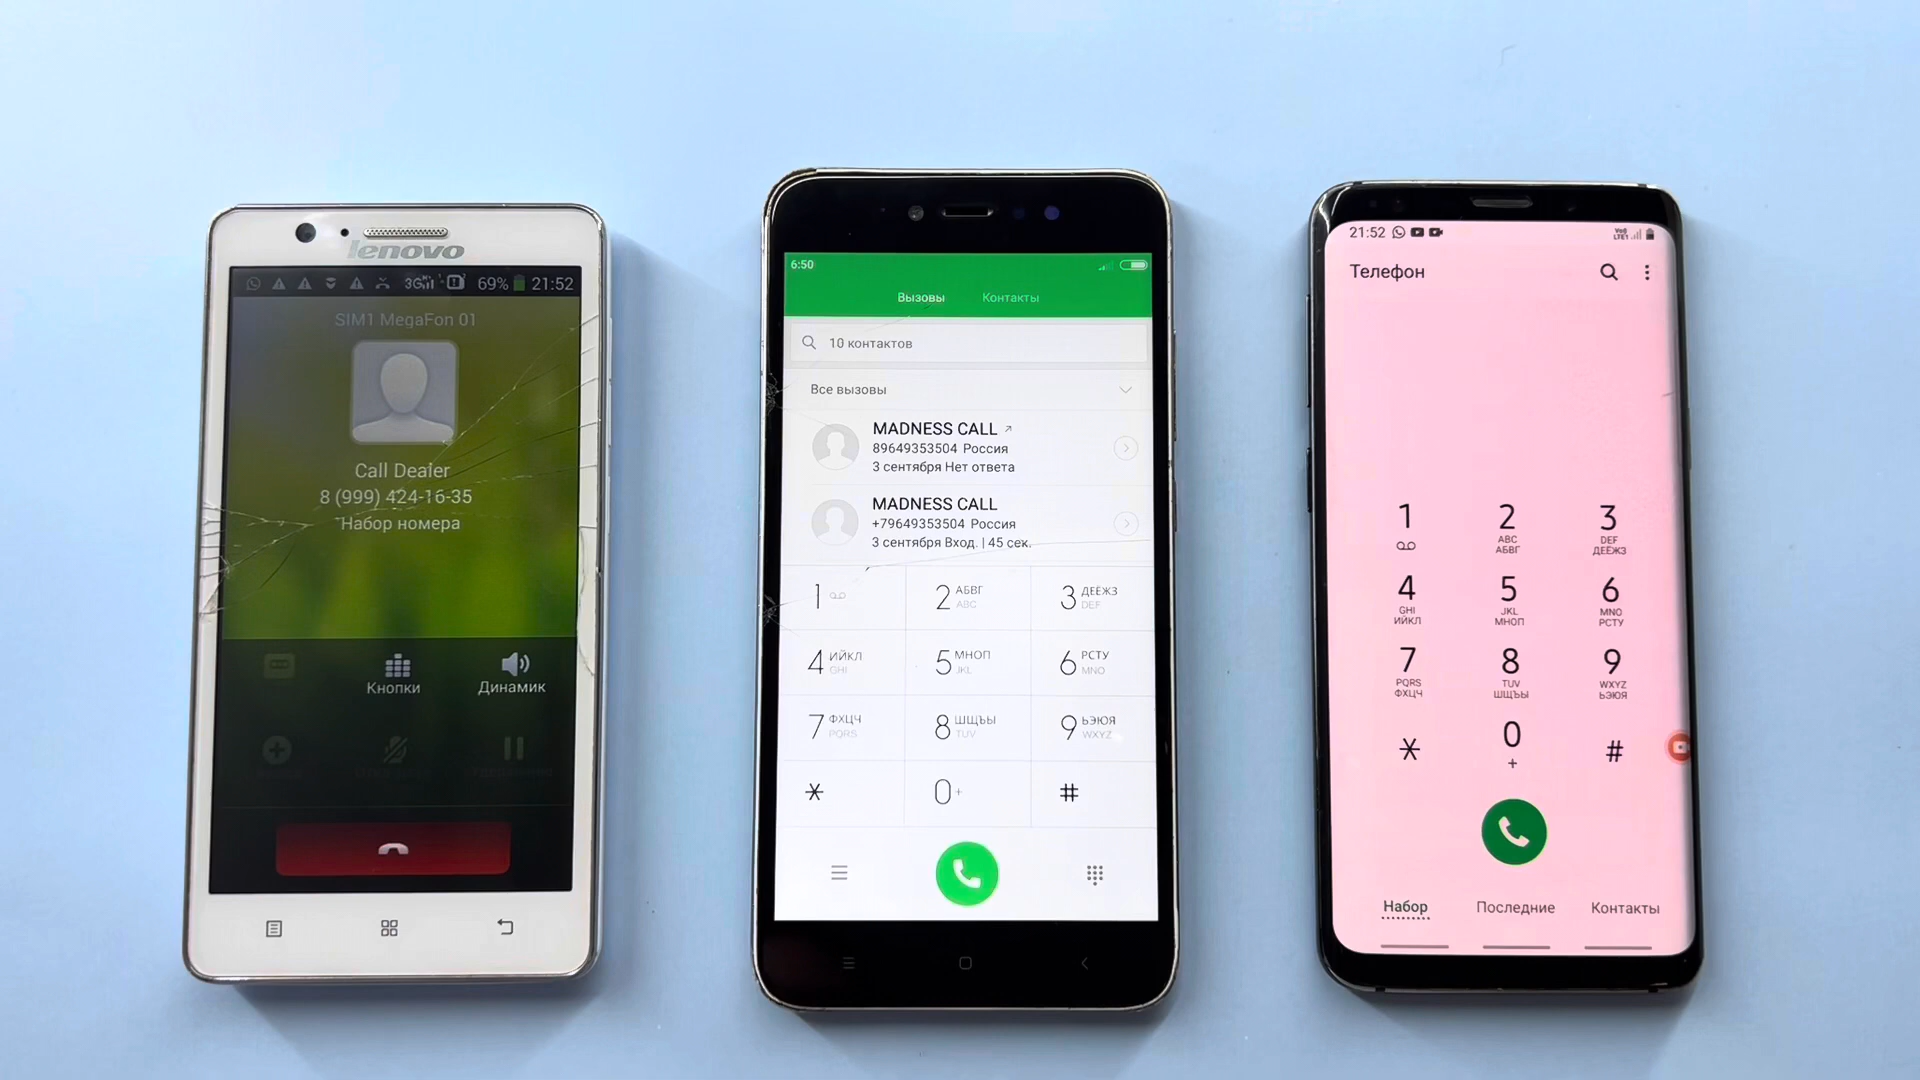 lenovo
3G 69% 21:52
SIM1 MegaFon 01
Call Dealer
8 (999) 424-16-35
Набор номера
Кнопки Динамик
6:50
Вызовы Контакты
10 контактов
Все вызовы
MADNESS CALL
89649353504 Россия
3 сентября Нет ответа
MADNESS CALL
+79649353504 Россия
3 сентября Вход. | 45 сек.
1 2 АБВГ ABC 3 ДЕЁЖЗ DEF
4 ИЙКЛ GHI 5 МНОП JKL 6 РСТУ MNO
7 ФХЦЧ PQRS 8 ШЩЪЫ TUV 9 ЬЭЮЯ WXYZ
* 0 + #
21:52
Телефон
1 2 3
ABC DEF
АБВГ ДЕЁЖЗ
4 5 6
GHI JKL MNO
ИЙКЛ МНОП РСТУ
7 8 9
PQRS TUV WXYZ
ФХЦЧ ШЩЪЫ ЬЭЮЯ
* 0 #
+
Набор Последние Контакты